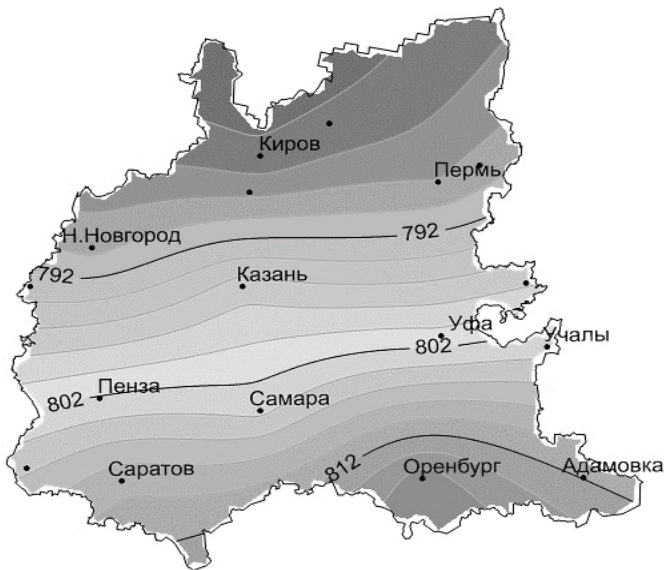 Киров
Пермь
Н.Новгород
792
792
Казань
Уфа
802
Учалы
Пенза
802
Самара
812
Саратов
Оренбург
Адамовка